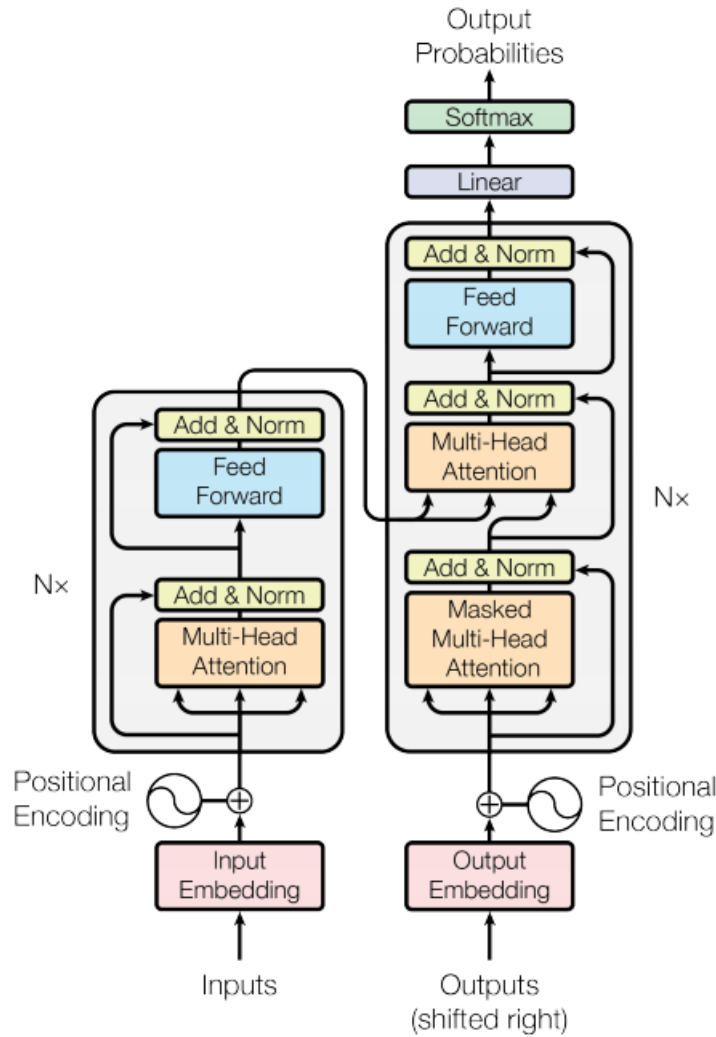 Output
Probabilities
Softmax
Linear
Add & Norm
Feed
Forward
Add & Norm
Multi-Head
Attention
Nx
Add & Norm
Masked
Multi-Head
Attention
Add & Norm
Feed
Forward
Nx
Add & Norm
Multi-Head
Attention
Positional
Encoding
Positional
Encoding
Input
Embedding
Output
Embedding
Inputs
Outputs
(shifted right)